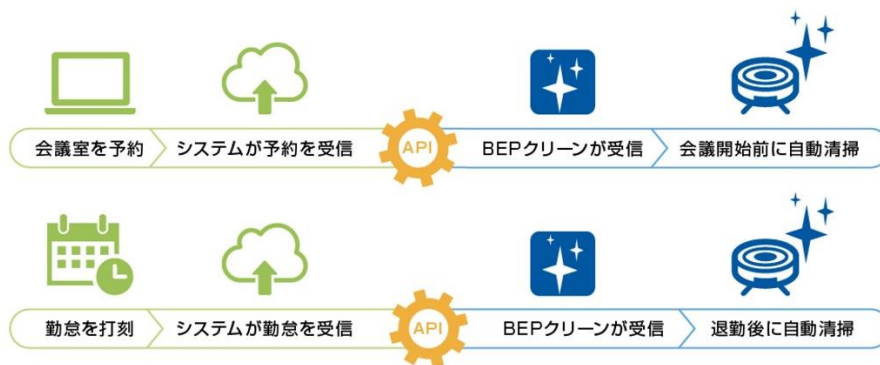 会議室を予約
システムが予約を受信
API
BEPクリーンが受信
会議開始前に自動清掃
勤怠を打刻
システムが勤怠を受信
API
BEPクリーンが受信
退勤後に自動清掃